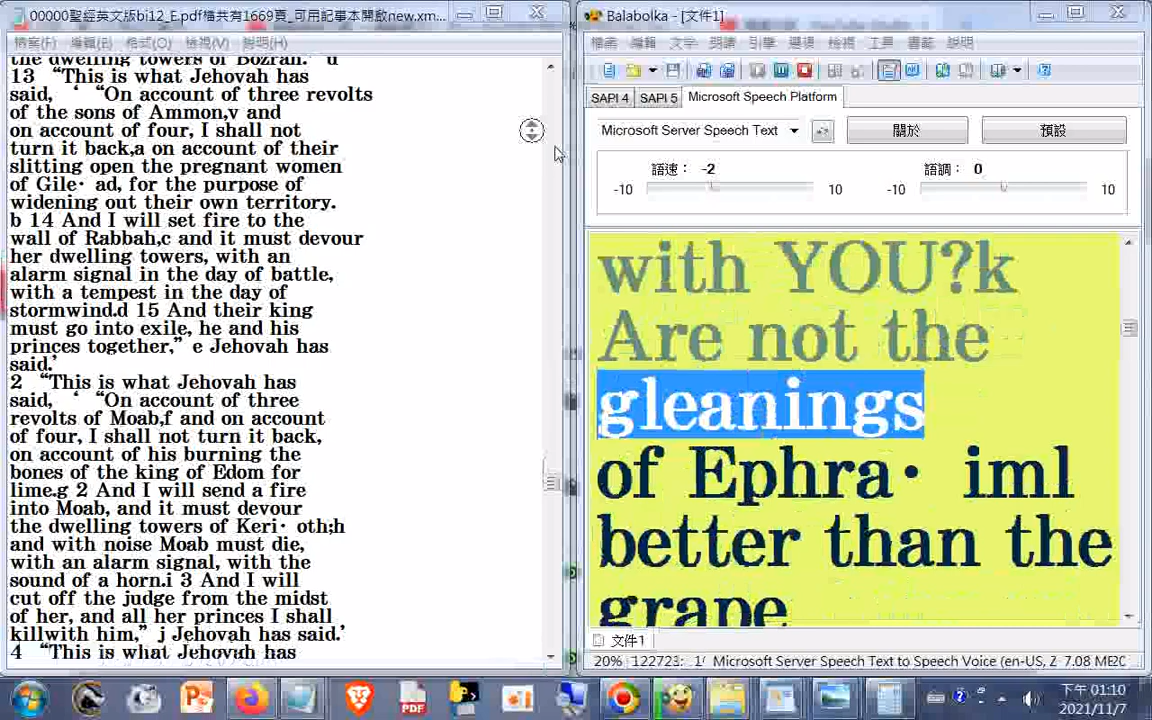 00000聖經英文版bi12_E.pdf檔共有1669頁_可用記事本開啟new.xm...
檔案(F) 編輯(E) 格式(O) 檢視(V) 說明(H)
the dwelling towers of Bozrah.’ u
13 “This is what Jehovah has
said, ‘ “On account of three revolts
of the sons of Ammon,v and
on account of four, I shall not
turn it back,a on account of their
slitting open the pregnant women
of Gile· ad, for the purpose of
widening out their own territory.
b 14 And I will set fire to the
wall of Rabbah,c and it must devour
her dwelling towers, with an
alarm signal in the day of battle,
with a tempest in the day of
stormwind.d 15 And their king
must go into exile, he and his
princes together,” e Jehovah has
said.’
2 “This is what Jehovah has
said, ‘ “On account of three
revolts of Moab,f and on account
of four, I shall not turn it back,
on account of his burning the
bones of the king of Edom for
lime.g 2 And I will send a fire
into Moab, and it must devour
the dwelling towers of Keri· oth;h
and with noise Moab must die,
with an alarm signal, with the
sound of a horn.i 3 And I will
cut off the judge from the midst
of her, and all her princes I shall
killwith him,” j Jehovah has said.’
4 “This is what Jehovah has
Balabolka - [文件1]
檔案 編輯 文字 朗讀 引擎 選項 檢視 工具 書籤 說明
SAPI 4 SAPI 5 Microsoft Speech Platform
Microsoft Server Speech Text 關於 預設
語速: -2 語調: 0
-10 10 -10 10
with YOU?k
Are not the
gleanings
of Ephra· iml
better than the
grape
文件1
20% 122723: 1/ Microsoft Server Speech Text to Speech Voice (en-US, Z 7.08 ME2C
PDF
下午 01:10
2021/11/7